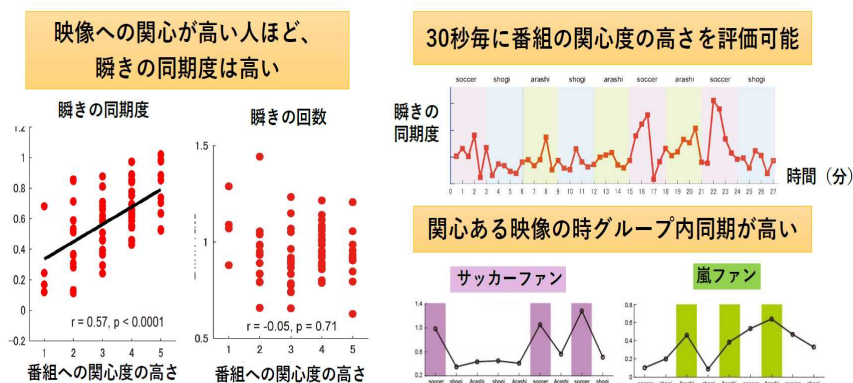 映像への関心が高い人ほど、
瞬きの同期度は高い
瞬きの同期度
1.2
1.0
0.8
0.6
0.4
0.2
0
-0.2
r = 0.57, p < 0.0001
1 2 3 4 5
番組への関心度の高さ
瞬きの回数
1.5
1
0.5
r = -0.05, p = 0.71
1 2 3 4 5
番組への関心度の高さ
30秒毎に番組の関心度の高さを評価可能
soccer shogi arashi shogi arashi soccer arashi soccer shogi
瞬きの
同期度
0 1 2 3 4 5 6 7 8 9 10 11 12 13 14 15 16 17 18 19 20 21 22 23 24 25 26 27
時間（分）
関心ある映像の時グループ内同期が高い
サッカーファン
1.4
1.0
0.6
0.2
soccer shogi Arashi shogi Arashi soccer Arashi soccer shogi
嵐ファン
0.8
0.6
0.4
0.2
0